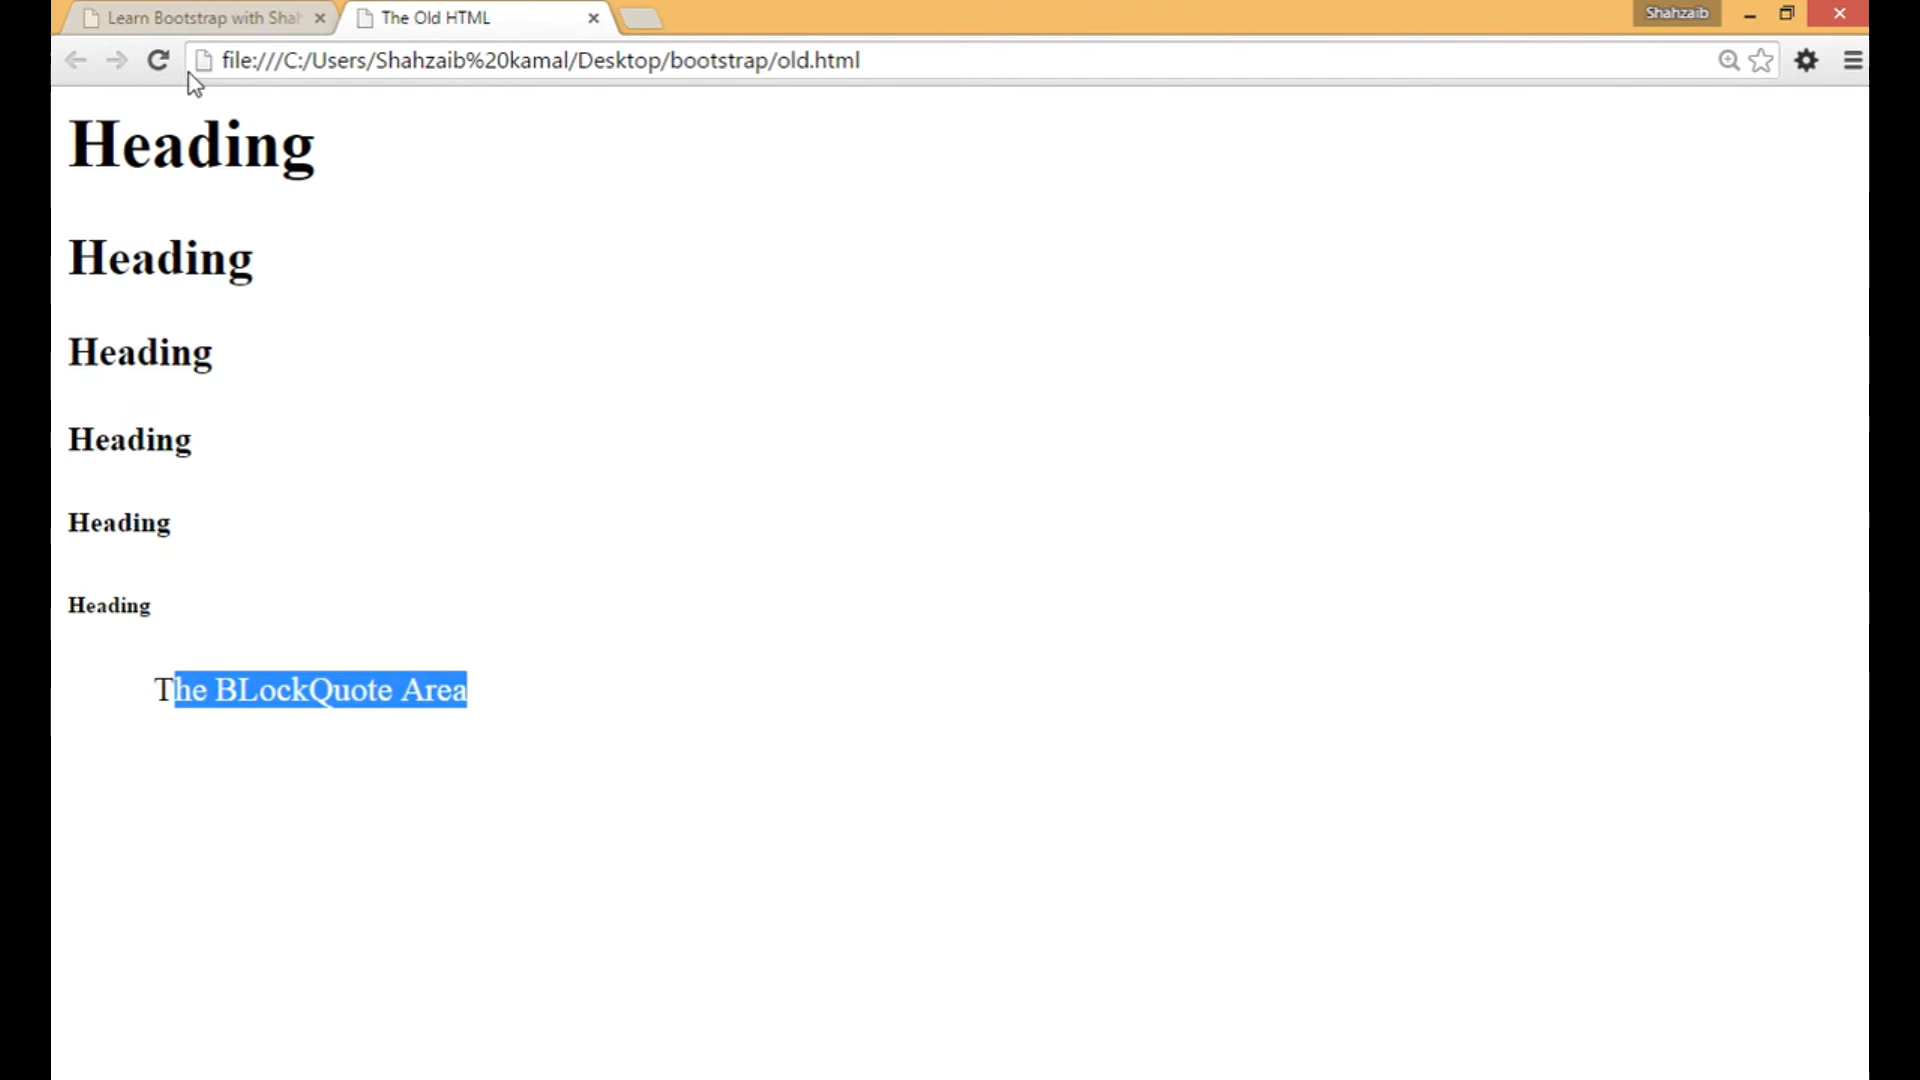 Learn Bootstrap with Shah
The Old HTML
Shahzaib
file:///C:/Users/Shahzaib%20kamal/Desktop/bootstrap/old.html
Heading
Heading
Heading
Heading
Heading
Heading
The BLockQuote Area